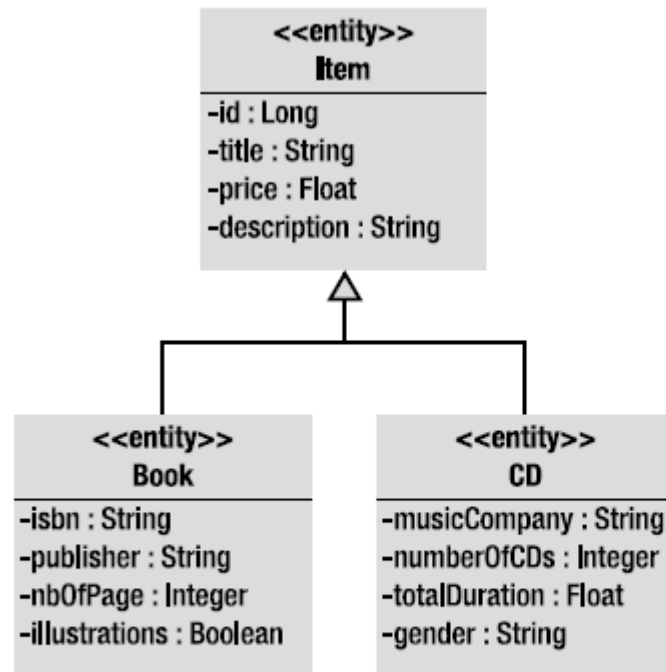 <<entity>>
Item
-id : Long
-title : String
-price : Float
-description : String
<<entity>>
Book
-isbn : String
-publisher : String
-nbOfPage : Integer
-illustrations : Boolean
<<entity>>
CD
-musicCompany : String
-numberOfCDs : Integer
-totalDuration : Float
-gender : String